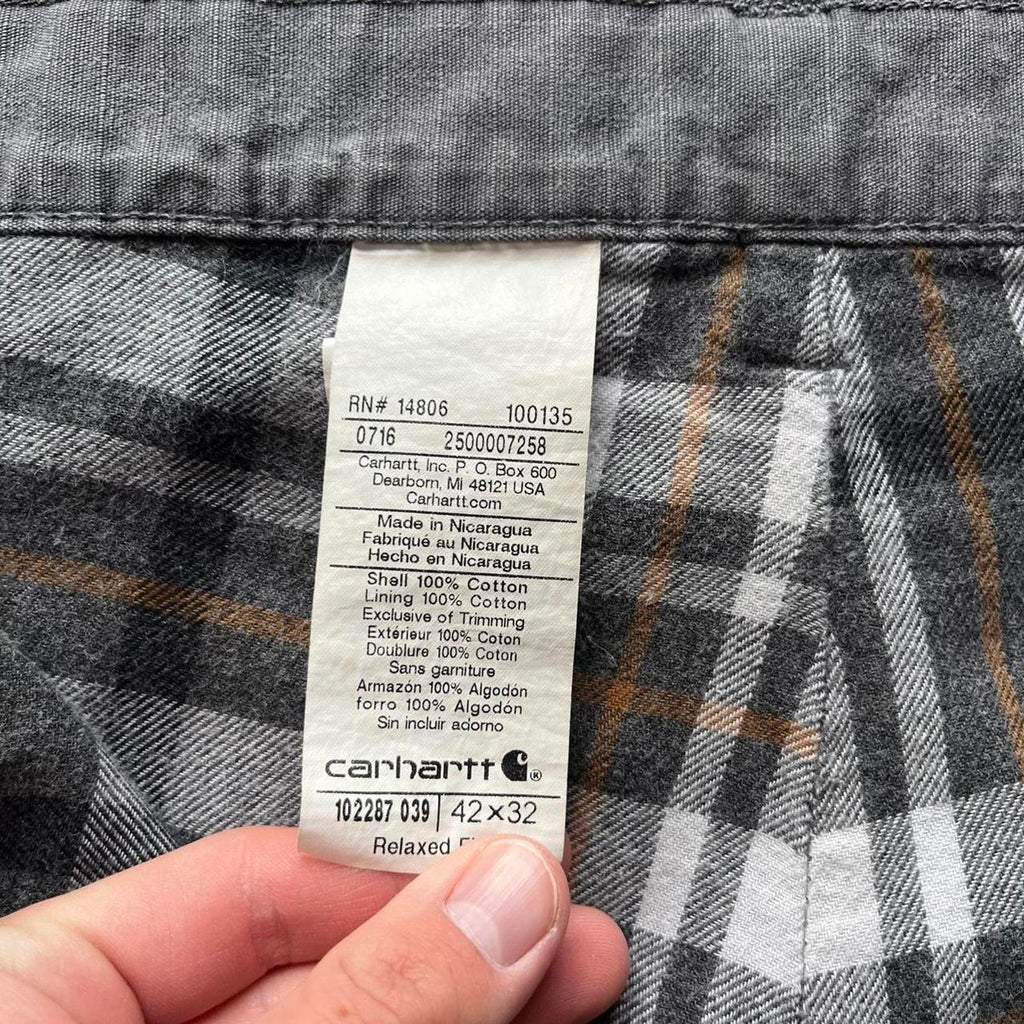 RN# 14806 100135
0716 2500007258
Carhartt, Inc. P. O. Box 600
Dearborn, MI 48121 USA
Carhartt.com
Made in Nicaragua
Fabriqué au Nicaragua
Hecho en Nicaragua
Shell 100% Cotton
Lining 100% Cotton
Exclusive of Trimming
Extérieur 100% Coton
Doublure 100% Coton
Sans garniture
Armazón 100% Algodón
forro 100% Algodón
Sin incluir adorno
carhartt ®
102287 039 | 42×32
Relaxed